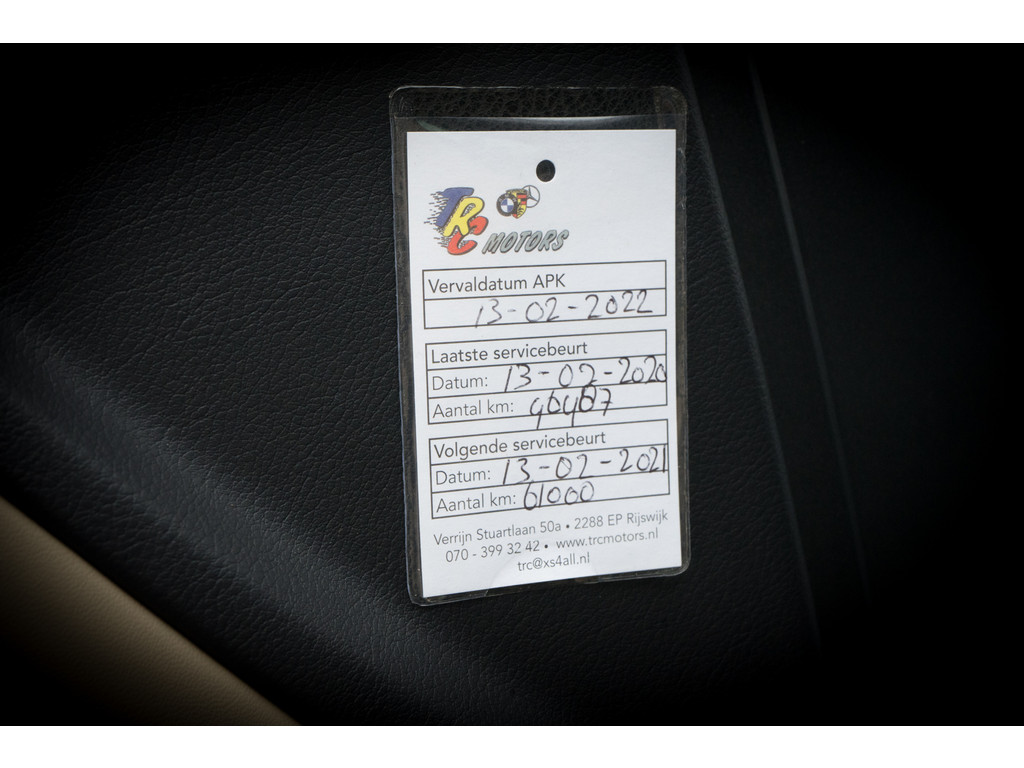 TRC MOTORS
Vervaldatum APK
13-02-2022
Laatste servicebeurt
Datum: 13-02-2020
Aantal km: 46487
Volgende servicebeurt
Datum: 13-02-2021
Aantal km: 61000
Verrijn Stuartlaan 50a • 2288 EP Rijswijk
070 - 399 32 42 • www.trcmotors.nl
trc@xs4all.nl